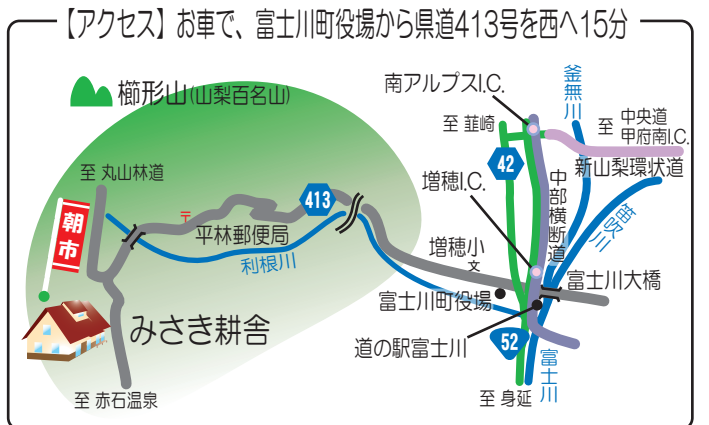 【アクセス】お車で、富士川町役場から県道413号を西へ15分
櫛形山(山梨百名山)
南アルプスI.C.
釜無川
至 韮崎
至 中央道
甲府南I.C.
新山梨環状道
至 丸山林道
42
413
増穂I.C.
中部横断道
笛吹川
朝市
〒
平林郵便局
利根川
増穂小
文
富士川大橋
富士川町役場
みさき耕舎
道の駅富士川
52
富士川
至 赤石温泉
至 身延